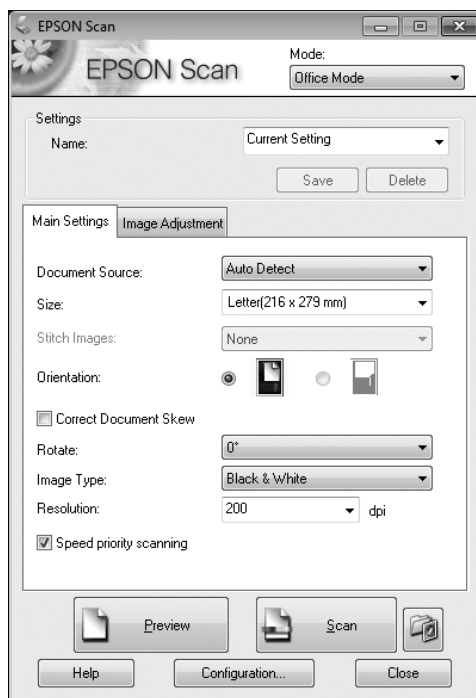 EPSON Scan
EPSON Scan
Mode:
Office Mode
Settings
Name: Current Setting
Save Delete
Main Settings Image Adjustment
Document Source: Auto Detect
Size: Letter(216 x 279 mm)
Stitch Images: None
Orientation:
Correct Document Skew
Rotate: 0°
Image Type: Black & White
Resolution: 200 dpi
Speed priority scanning
Preview Scan
Help Configuration... Close